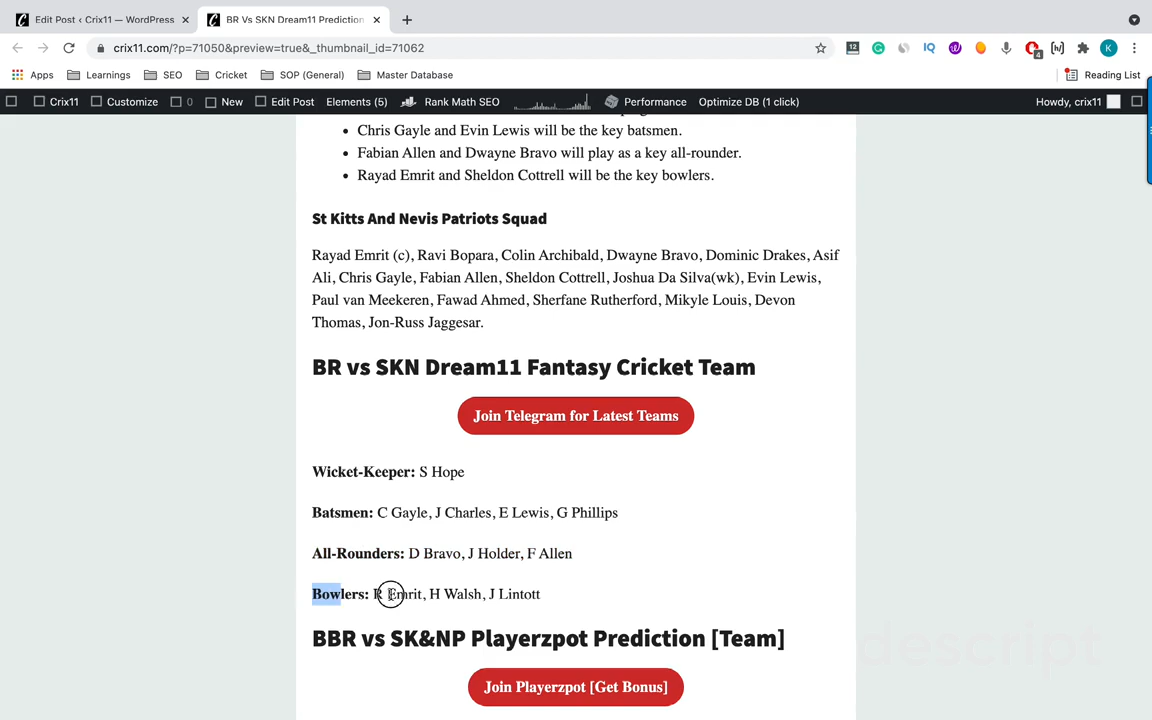 Edit Post ‹ Crix11 — WordPress
BR Vs SKN Dream11 Prediction
crix11.com/?p=71050&preview=true&_thumbnail_id=71062
12
IQ
4
K
Apps Learnings SEO Cricket SOP (General) Master Database Reading List
Crix11 Customize 0 New Edit Post Elements (5) Rank Math SEO Performance Optimize DB (1 click) Howdy, crix11
Chris Gayle and Evin Lewis will be the key batsmen.
Fabian Allen and Dwayne Bravo will play as a key all-rounder.
Rayad Emrit and Sheldon Cottrell will be the key bowlers.
St Kitts And Nevis Patriots Squad
Rayad Emrit (c), Ravi Bopara, Colin Archibald, Dwayne Bravo, Dominic Drakes, Asif
Ali, Chris Gayle, Fabian Allen, Sheldon Cottrell, Joshua Da Silva(wk), Evin Lewis,
Paul van Meekeren, Fawad Ahmed, Sherfane Rutherford, Mikyle Louis, Devon
Thomas, Jon-Russ Jaggesar.
BR vs SKN Dream11 Fantasy Cricket Team
Join Telegram for Latest Teams
Wicket-Keeper: S Hope
Batsmen: C Gayle, J Charles, E Lewis, G Phillips
All-Rounders: D Bravo, J Holder, F Allen
Bowlers: R Emrit, H Walsh, J Lintott
BBR vs SK&NP Playerzpot Prediction [Team]
descript
Join Playerzpot [Get Bonus]